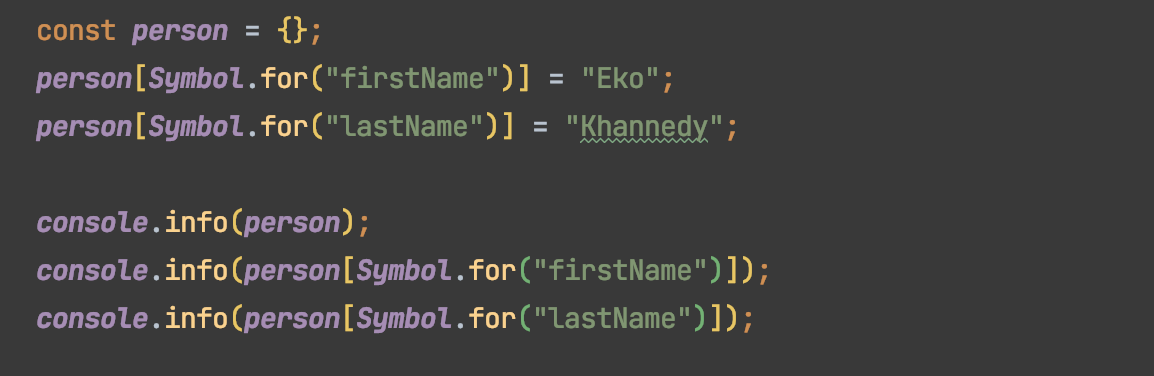 const person = {};
person[Symbol.for("firstName")] = "Eko";
person[Symbol.for("lastName")] = "Khannedy";
console.info(person);
console.info(person[Symbol.for("firstName")]);
console.info(person[Symbol.for("lastName")]);